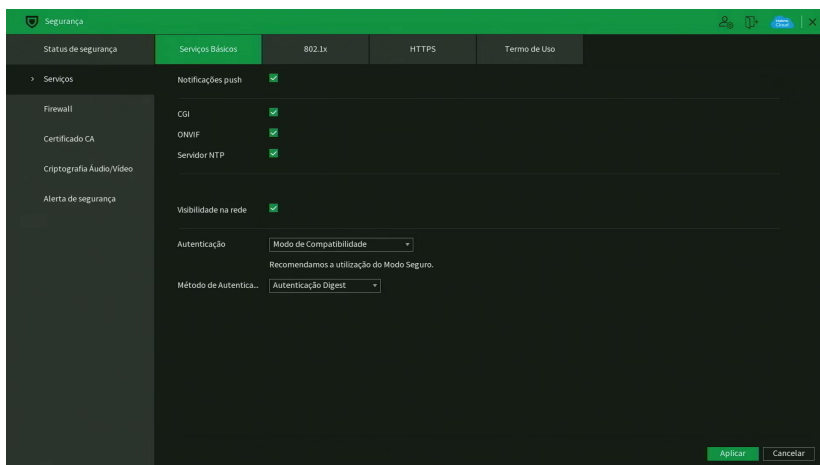 Segurança
Status de segurança
Serviços Básicos
802.1x
HTTPS
Termo de Uso
> Serviços
Firewall
Certificado CA
Criptografia Áudio/Vídeo
Alerta de segurança
Notificações push
CGI
ONVIF
Servidor NTP
Visibilidade na rede
Autenticação
Modo de Compatibilidade
Recomendamos a utilização do Modo Seguro.
Método de Autentica...
Autenticação Digest
Aplicar
Cancelar